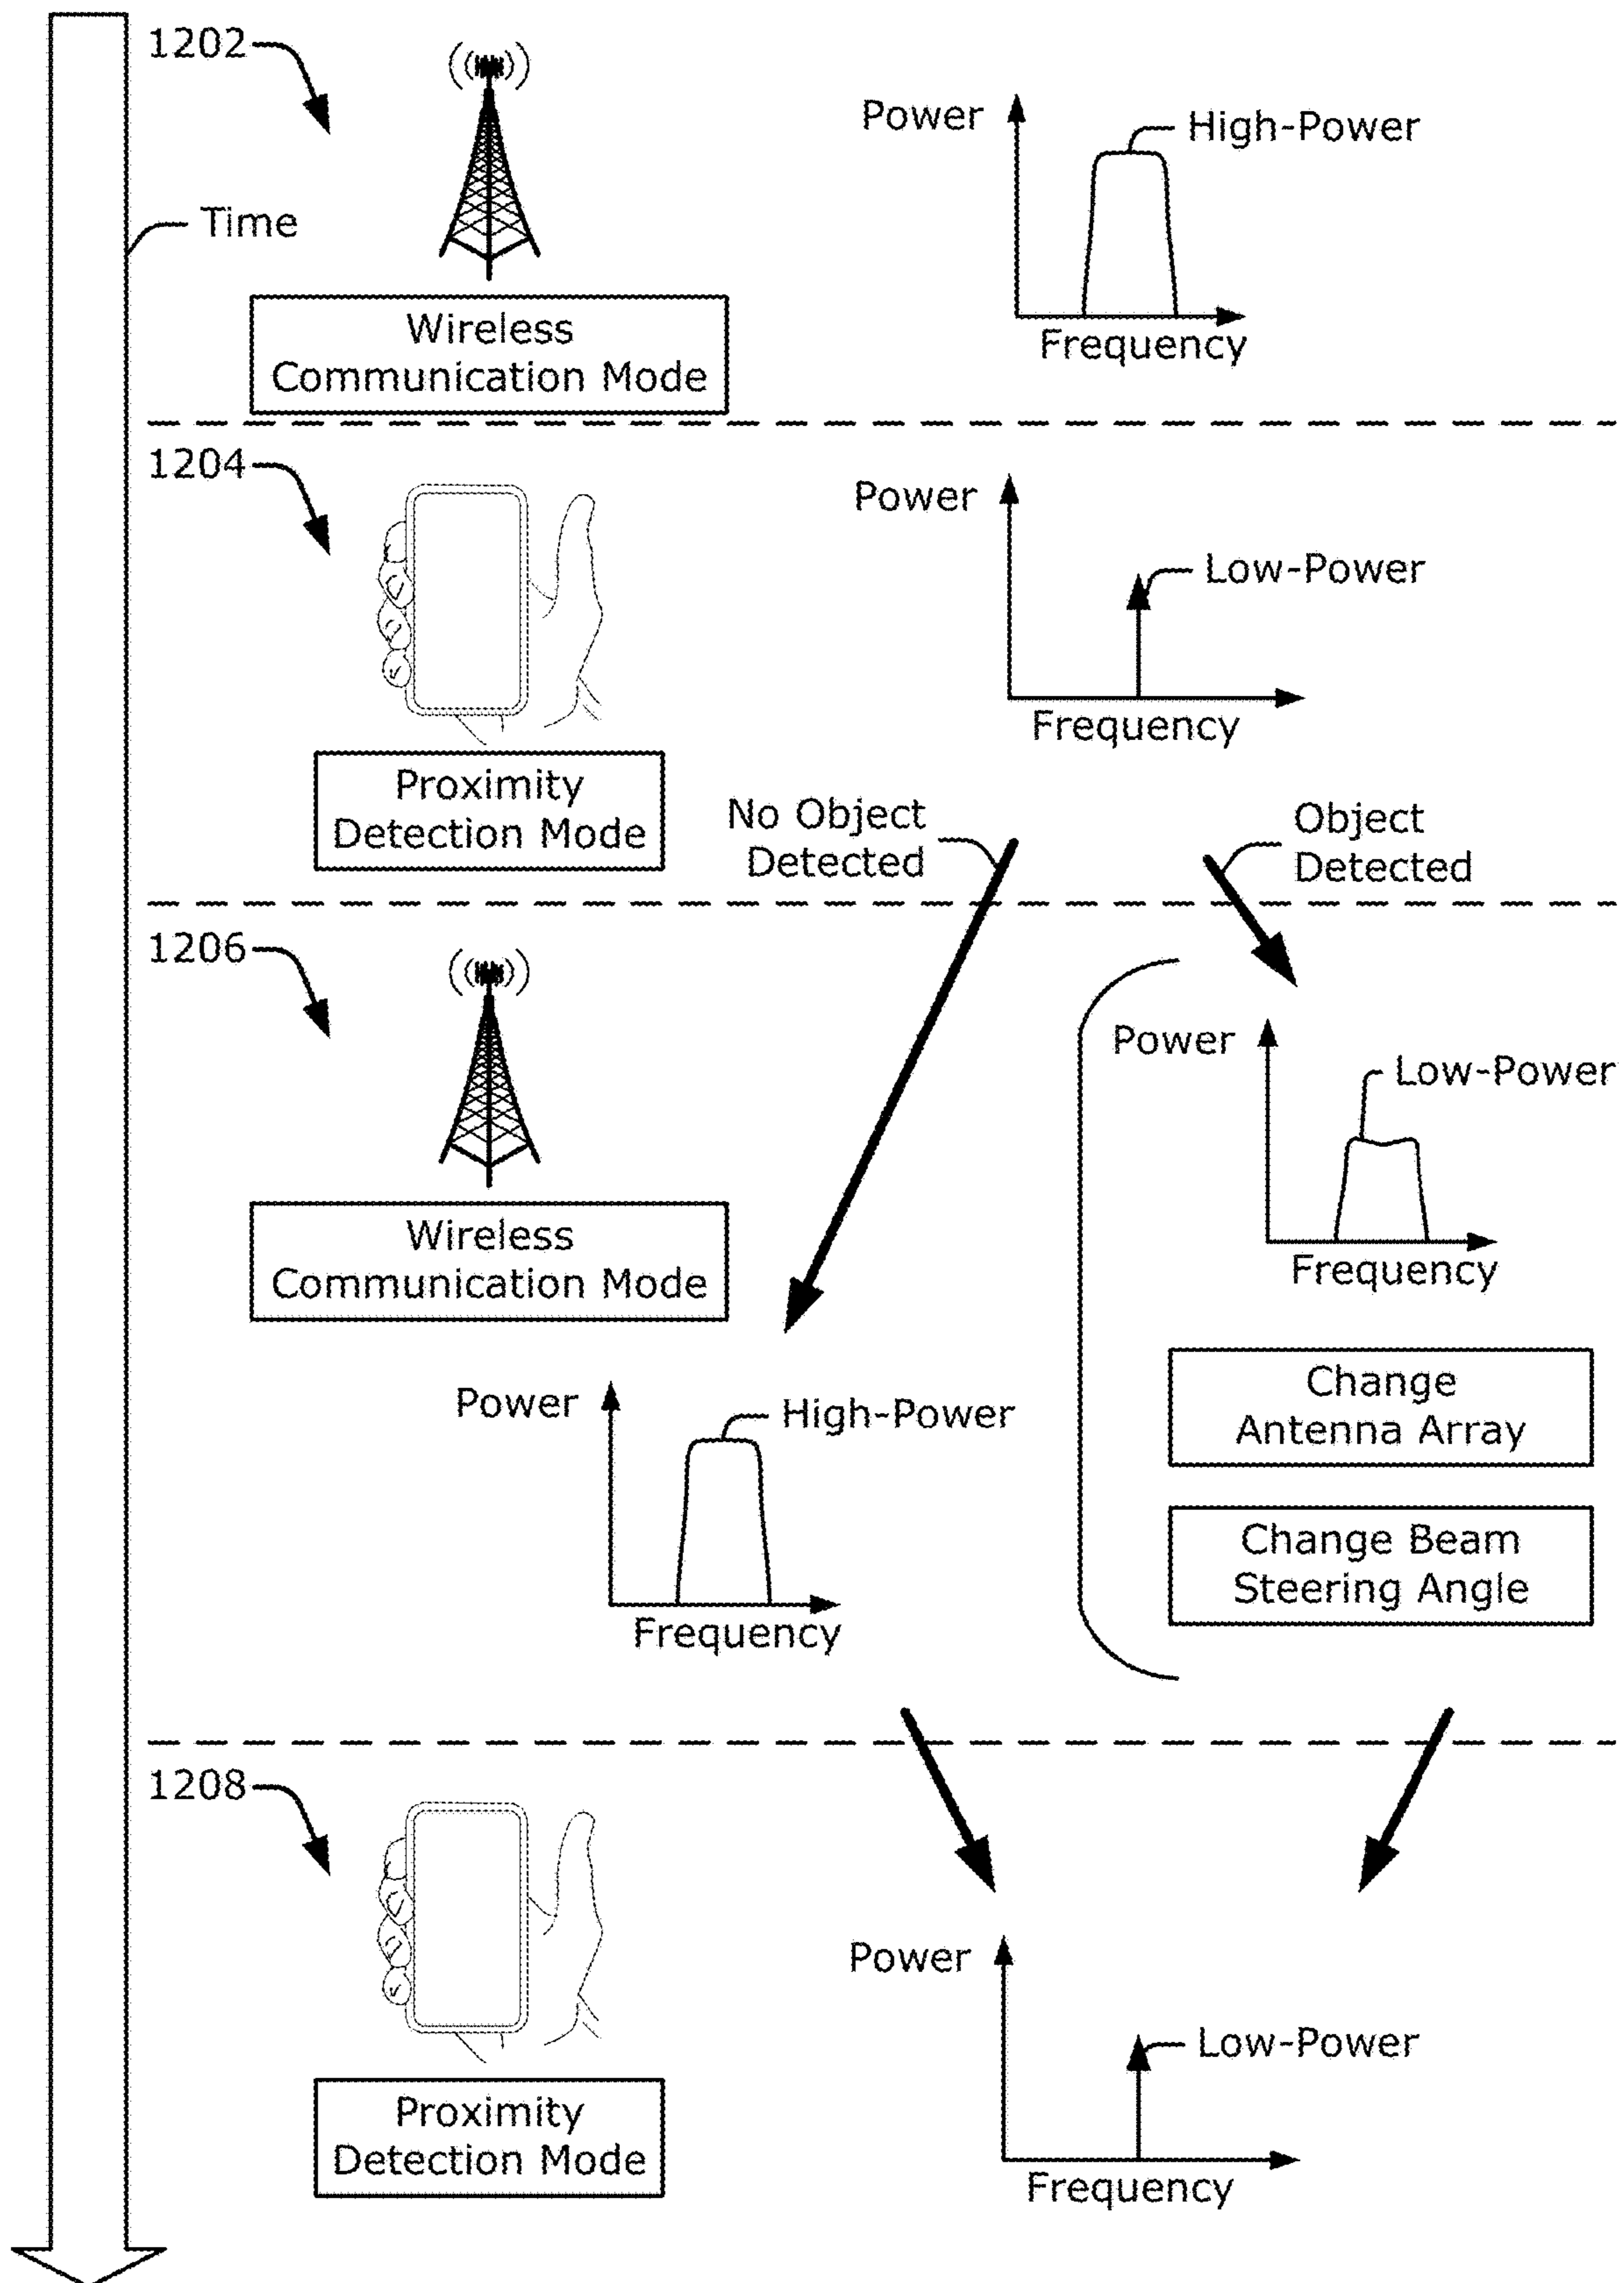 1202
Power
High-Power
Time
Wireless
Communication Mode
Frequency
1204
Power
Low-Power
Frequency
Proximity
Detection Mode
No Object
Detected
Object
Detected
1206
Power
Low-Power
Wireless
Communication Mode
Frequency
Change
Antenna Array
Power
High-Power
Change Beam
Steering Angle
Frequency
1208
Power
Low-Power
Proximity
Detection Mode
Frequency